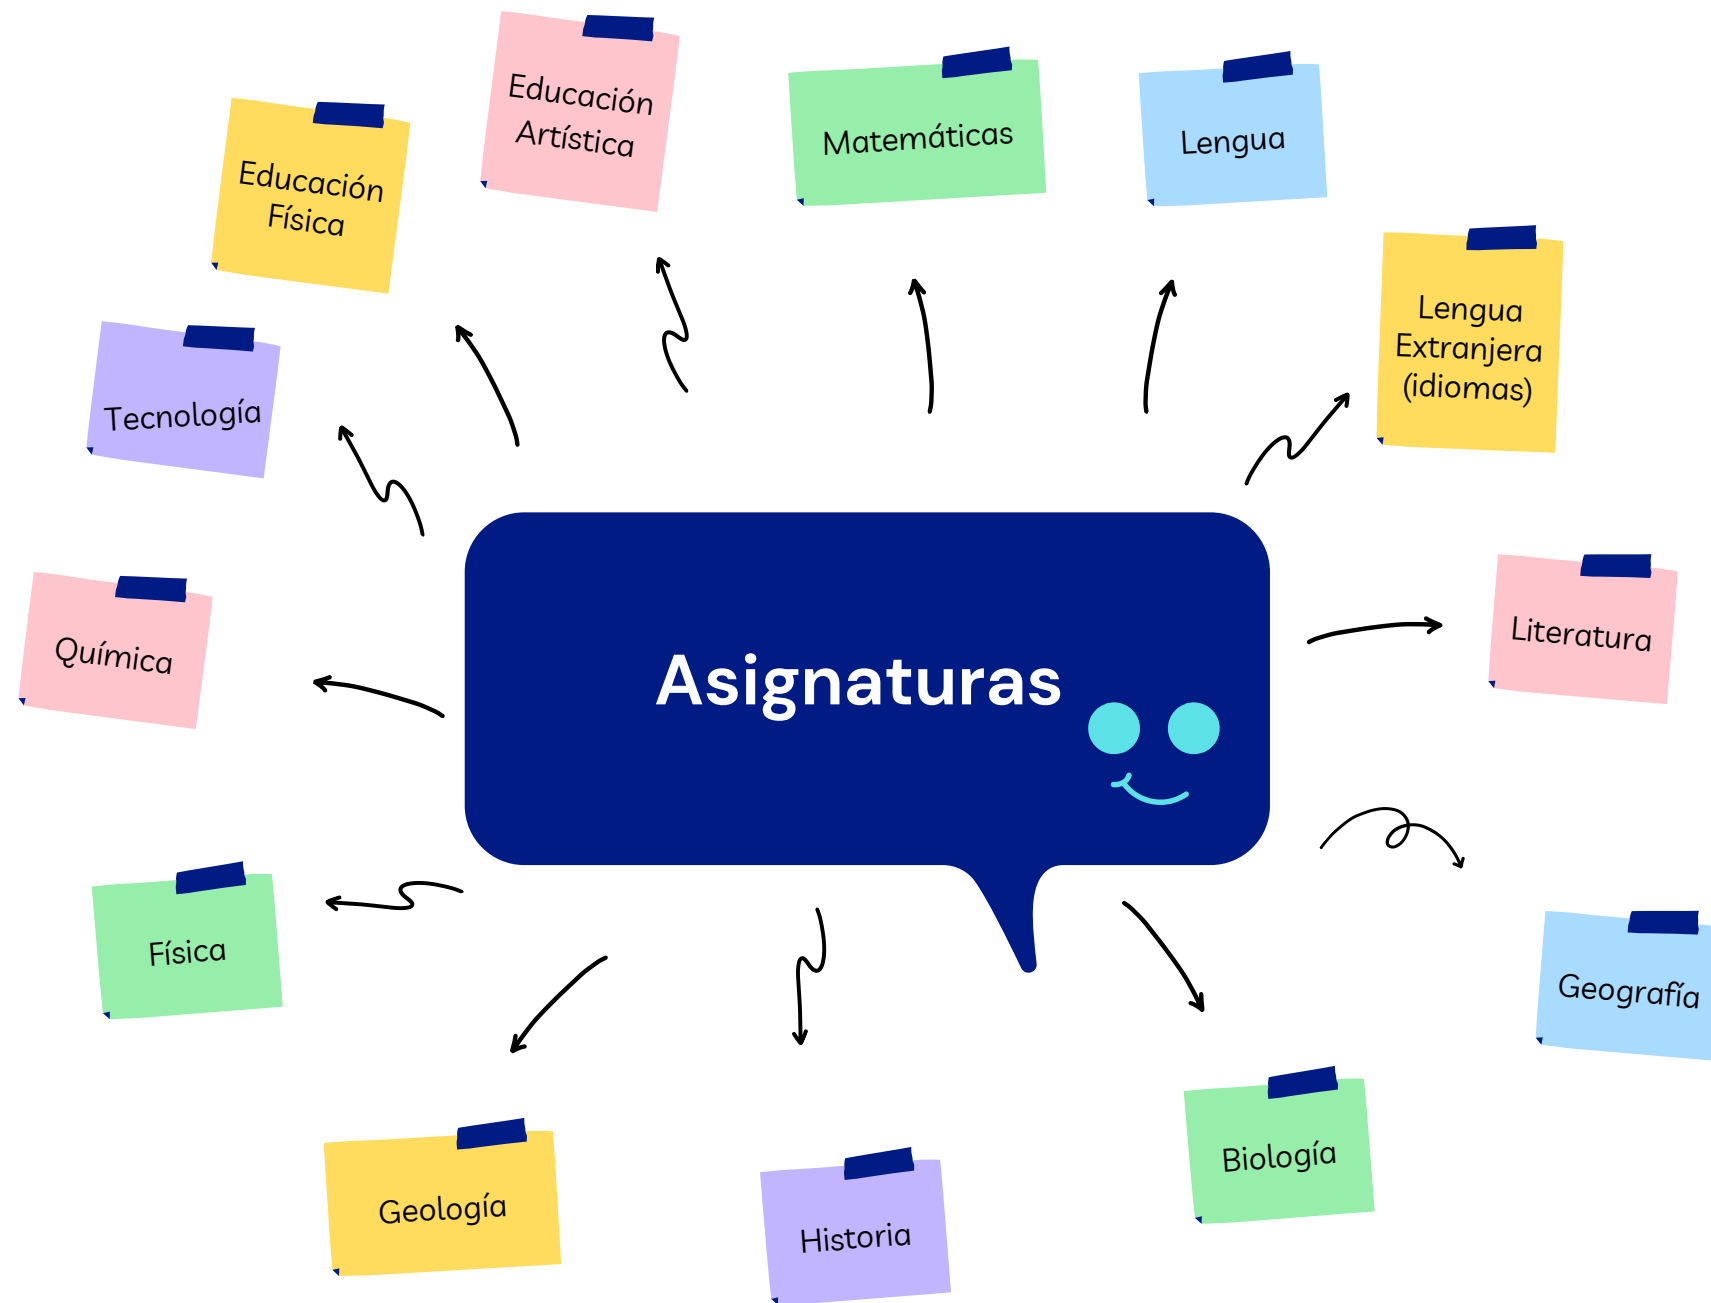 Educación
Artística
Matemáticas
Lengua
Educación
Física
Lengua
Extranjera
(idiomas)
Tecnología
Química
Asignaturas
Literatura
Física
Geografía
Geología
Historia
Biología